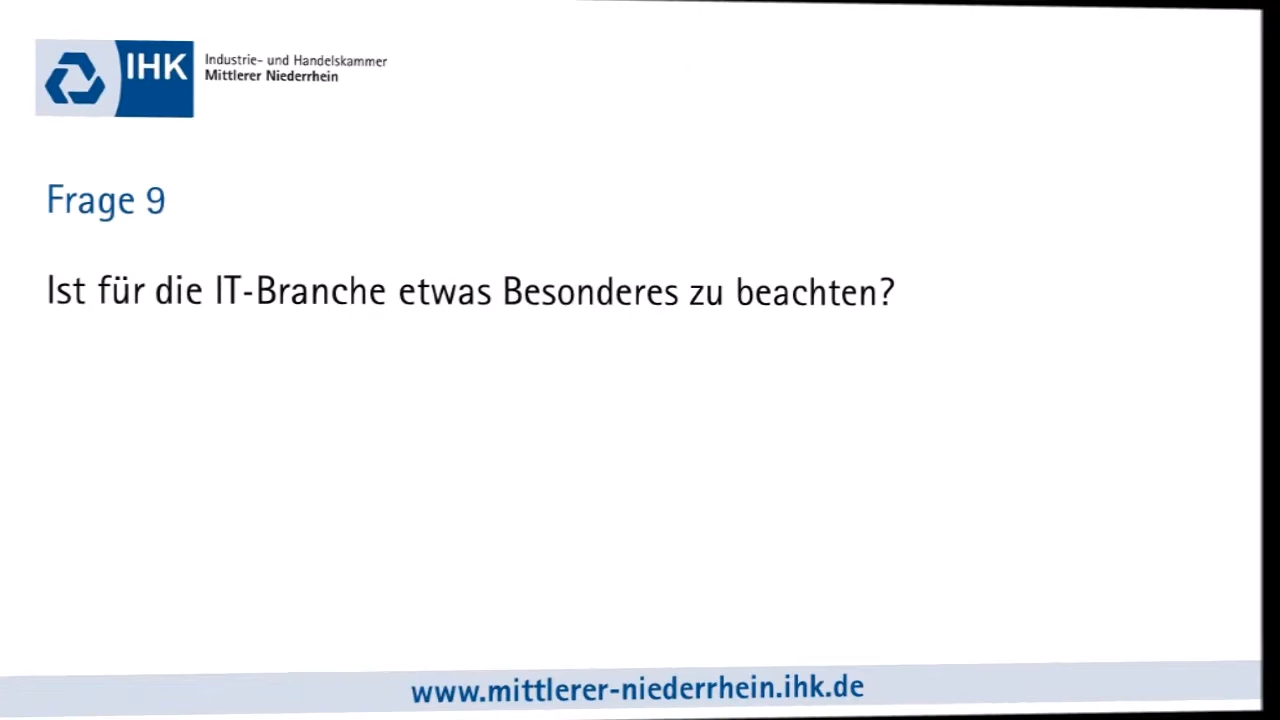 IHK
Industrie- und Handelskammer
Mittlerer Niederrhein
Frage 9
Ist für die IT-Branche etwas Besonderes zu beachten?
www.mittlerer-niederrhein.ihk.de